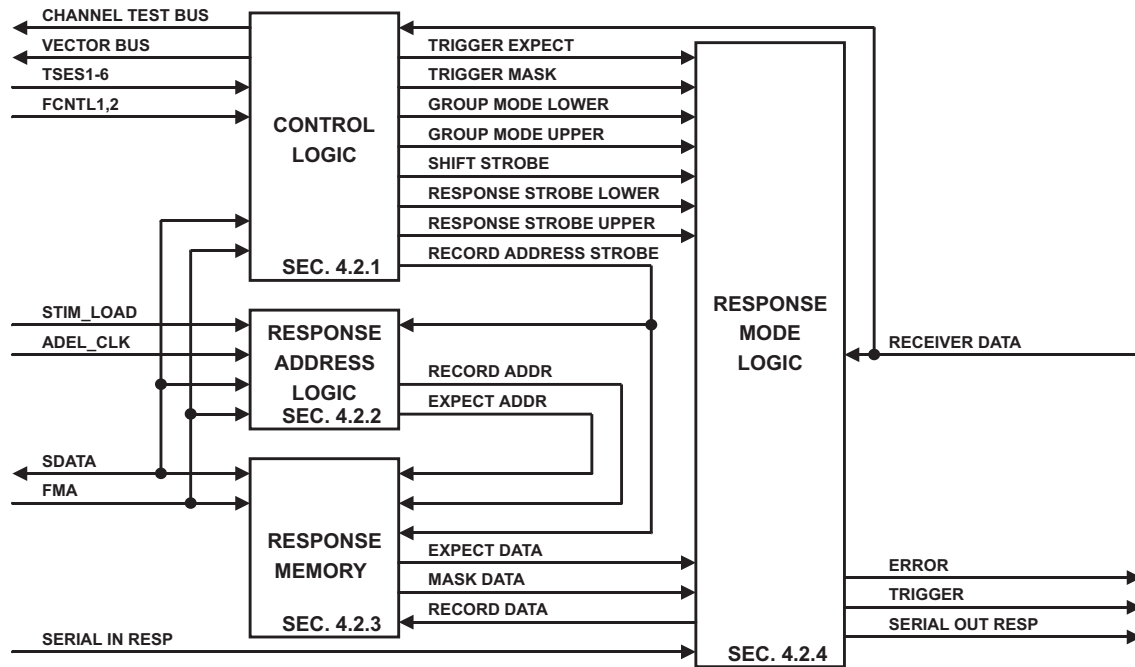 CHANNEL TEST BUS
VECTOR BUS
TSES1-6
FCNTL1,2
CONTROL
LOGIC
SEC. 4.2.1
TRIGGER EXPECT
TRIGGER MASK
GROUP MODE LOWER
GROUP MODE UPPER
SHIFT STROBE
RESPONSE STROBE LOWER
RESPONSE STROBE UPPER
RECORD ADDRESS STROBE
STIM_LOAD
ADEL_CLK
RESPONSE
ADDRESS
LOGIC
SEC. 4.2.2
RECORD ADDR
EXPECT ADDR
RESPONSE
MODE
LOGIC
SEC. 4.2.4
RECEIVER DATA
SDATA
FMA
RESPONSE
MEMORY
SEC. 4.2.3
EXPECT DATA
MASK DATA
RECORD DATA
ERROR
TRIGGER
SERIAL OUT RESP
SERIAL IN RESP